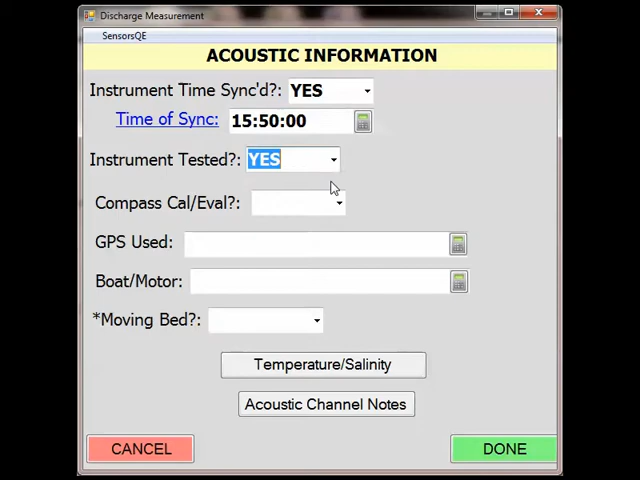 Discharge Measurement
SensorsQE
ACOUSTIC INFORMATION
Instrument Time Sync'd?: YES
Time of Sync: 15:50:00
Instrument Tested?: YES
Compass Cal/Eval?:
GPS Used:
Boat/Motor:
*Moving Bed?:
Temperature/Salinity
Acoustic Channel Notes
CANCEL DONE